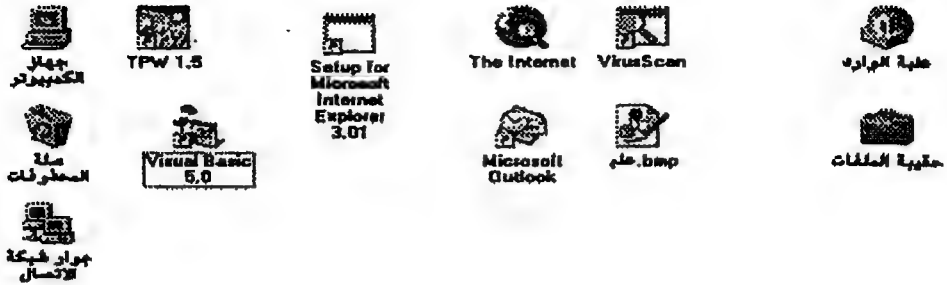 جهاز
الكمبيوتر
TPW 1.5
Setup for
Microsoft
Internet
Explorer
3.01
The Internet
VirusScan
علبة الوارد
سلة
المحذوفات
Visual Basic
5,0
Microsoft
Outlook
علم.bmp
حقيبة الملفات
جوار شبكة
الاتصال